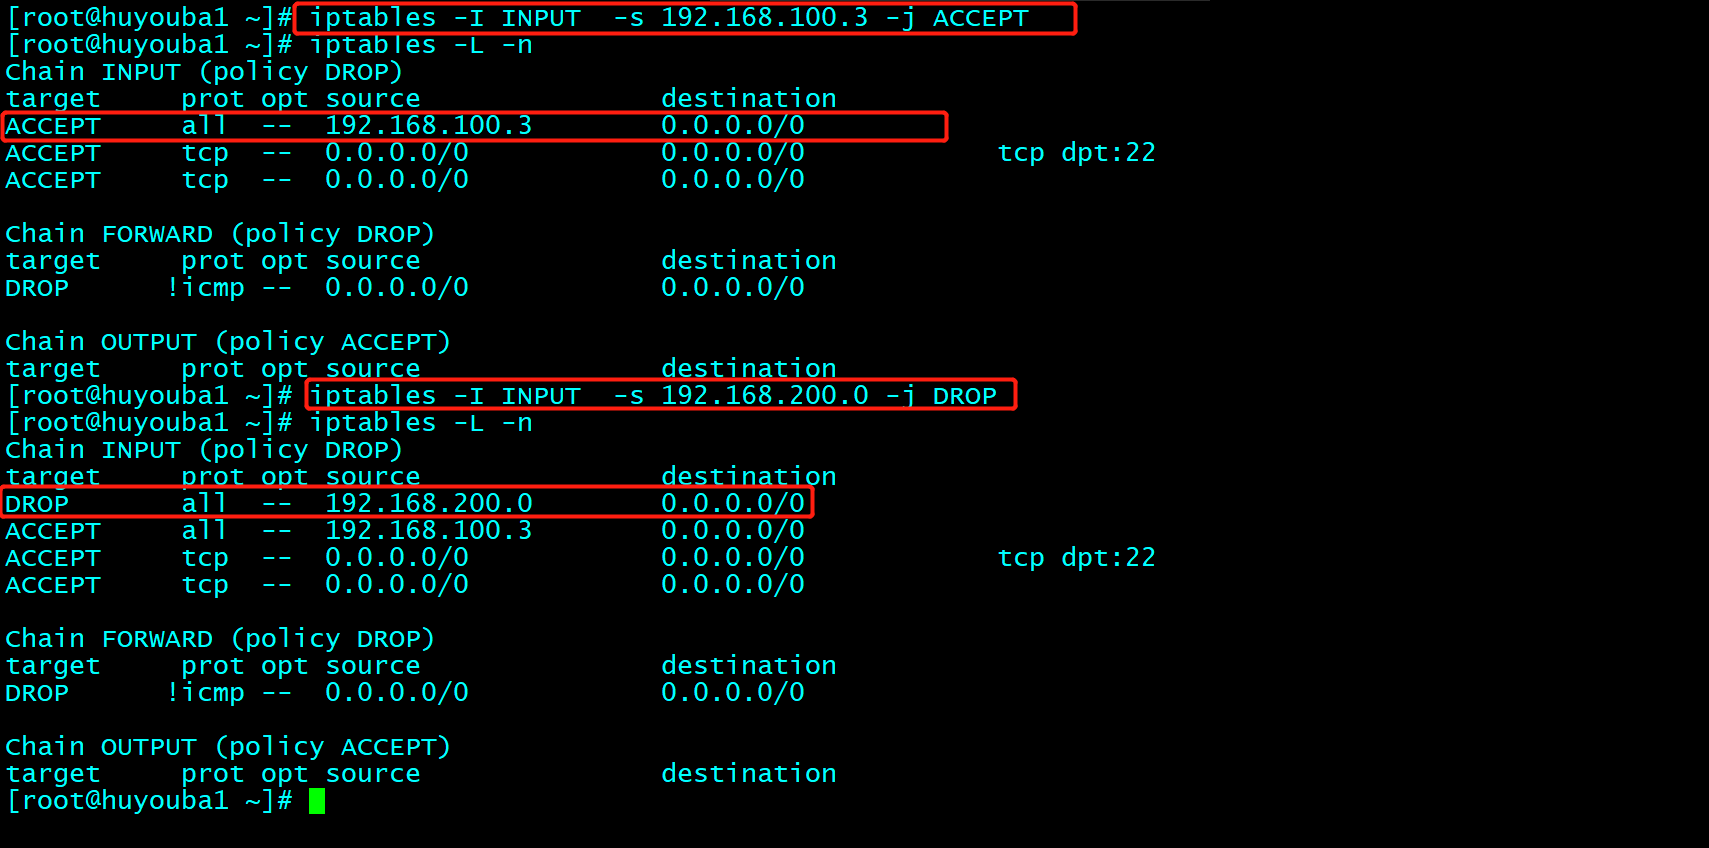 [root@huyouba1 ~]# iptables -I INPUT  -s 192.168.100.3 -j ACCEPT
[root@huyouba1 ~]# iptables -L -n
Chain INPUT (policy DROP)
target     prot opt source               destination
ACCEPT     all  --  192.168.100.3        0.0.0.0/0
ACCEPT     tcp  --  0.0.0.0/0            0.0.0.0/0            tcp dpt:22
ACCEPT     tcp  --  0.0.0.0/0            0.0.0.0/0

Chain FORWARD (policy DROP)
target     prot opt source               destination
DROP      !icmp --  0.0.0.0/0            0.0.0.0/0

Chain OUTPUT (policy ACCEPT)
target     prot opt source               destination
[root@huyouba1 ~]# iptables -I INPUT  -s 192.168.200.0 -j DROP
[root@huyouba1 ~]# iptables -L -n
Chain INPUT (policy DROP)
target     prot opt source               destination
DROP       all  --  192.168.200.0        0.0.0.0/0
ACCEPT     all  --  192.168.100.3        0.0.0.0/0
ACCEPT     tcp  --  0.0.0.0/0            0.0.0.0/0            tcp dpt:22
ACCEPT     tcp  --  0.0.0.0/0            0.0.0.0/0

Chain FORWARD (policy DROP)
target     prot opt source               destination
DROP      !icmp --  0.0.0.0/0            0.0.0.0/0

Chain OUTPUT (policy ACCEPT)
target     prot opt source               destination
[root@huyouba1 ~]#